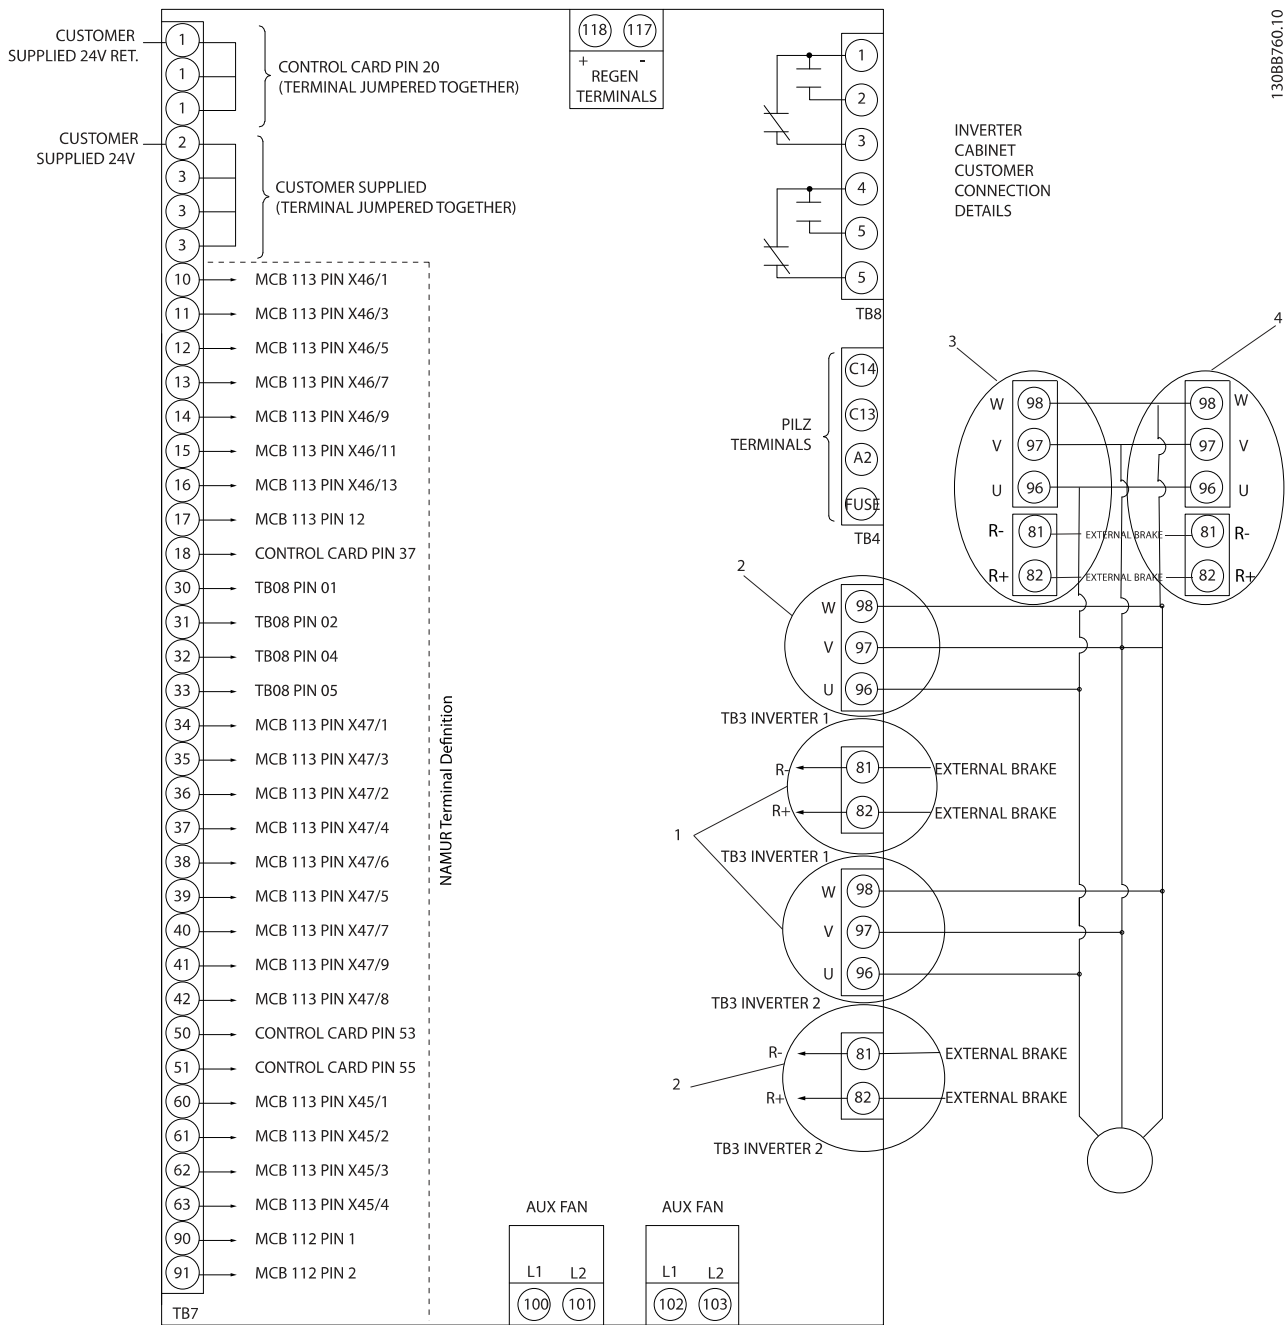 130BB760.10
CUSTOMER
SUPPLIED 24V RET.
1
1
1
CONTROL CARD PIN 20
(TERMINAL JUMPERED TOGETHER)
CUSTOMER
SUPPLIED 24V
2
3
3
3
CUSTOMER SUPPLIED
(TERMINAL JUMPERED TOGETHER)
10 MCB 113 PIN X46/1
11 MCB 113 PIN X46/3
12 MCB 113 PIN X46/5
13 MCB 113 PIN X46/7
14 MCB 113 PIN X46/9
15 MCB 113 PIN X46/11
16 MCB 113 PIN X46/13
17 MCB 113 PIN 12
18 CONTROL CARD PIN 37
30 TB08 PIN 01
31 TB08 PIN 02
32 TB08 PIN 04
33 TB08 PIN 05
34 MCB 113 PIN X47/1
35 MCB 113 PIN X47/3
36 MCB 113 PIN X47/2
37 MCB 113 PIN X47/4
38 MCB 113 PIN X47/6
39 MCB 113 PIN X47/5
40 MCB 113 PIN X47/7
41 MCB 113 PIN X47/9
42 MCB 113 PIN X47/8
50 CONTROL CARD PIN 53
51 CONTROL CARD PIN 55
60 MCB 113 PIN X45/1
61 MCB 113 PIN X45/2
62 MCB 113 PIN X45/3
63 MCB 113 PIN X45/4
90 MCB 112 PIN 1
91 MCB 112 PIN 2
TB7
NAMUR Terminal Definition
118 117
+ -
REGEN
TERMINALS
1
2
3
4
5
5
TB8
INVERTER
CABINET
CUSTOMER
CONNECTION
DETAILS
PILZ
TERMINALS
C14
C13
A2
FUSE
TB4
3
4
W 98 98 W
V 97 97 V
U 96 96 U
R- 81 EXTERNAL BRAKE 81 R-
R+ 82 EXTERNAL BRAKE 82 R+
2
W 98
V 97
U 96
TB3 INVERTER 1
R- 81 EXTERNAL BRAKE
R+ 82 EXTERNAL BRAKE
1
TB3 INVERTER 1
W 98
V 97
U 96
TB3 INVERTER 2
R- 81 EXTERNAL BRAKE
2
R+ 82 EXTERNAL BRAKE
TB3 INVERTER 2
AUX FAN
L1 L2
100 101
AUX FAN
L1 L2
102 103